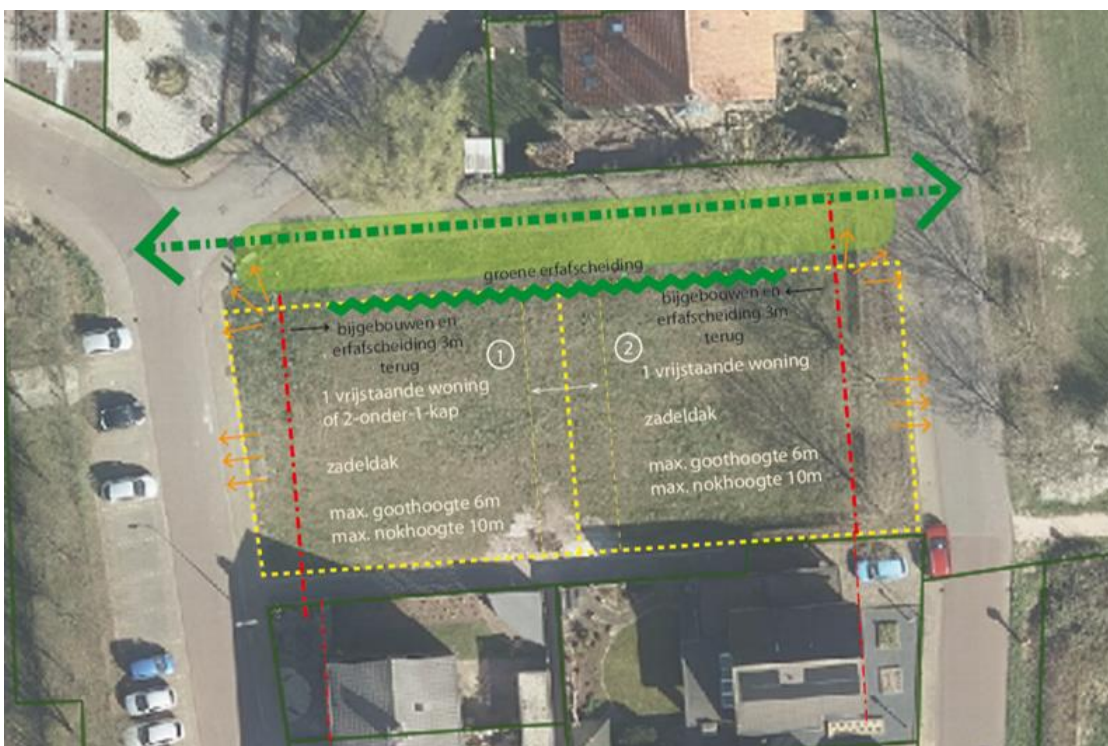 groene erfafscheiding
bijgebouwen en
erfafscheiding 3m
terug
1
1 vrijstaande woning
of 2-onder-1-kap
zadeldak
max. goothoogte 6m
max. nokhoogte 10m
bijgebouwen en
erfafscheiding 3m
terug
2
1 vrijstaande woning
zadeldak
max. goothoogte 6m
max. nokhoogte 10m